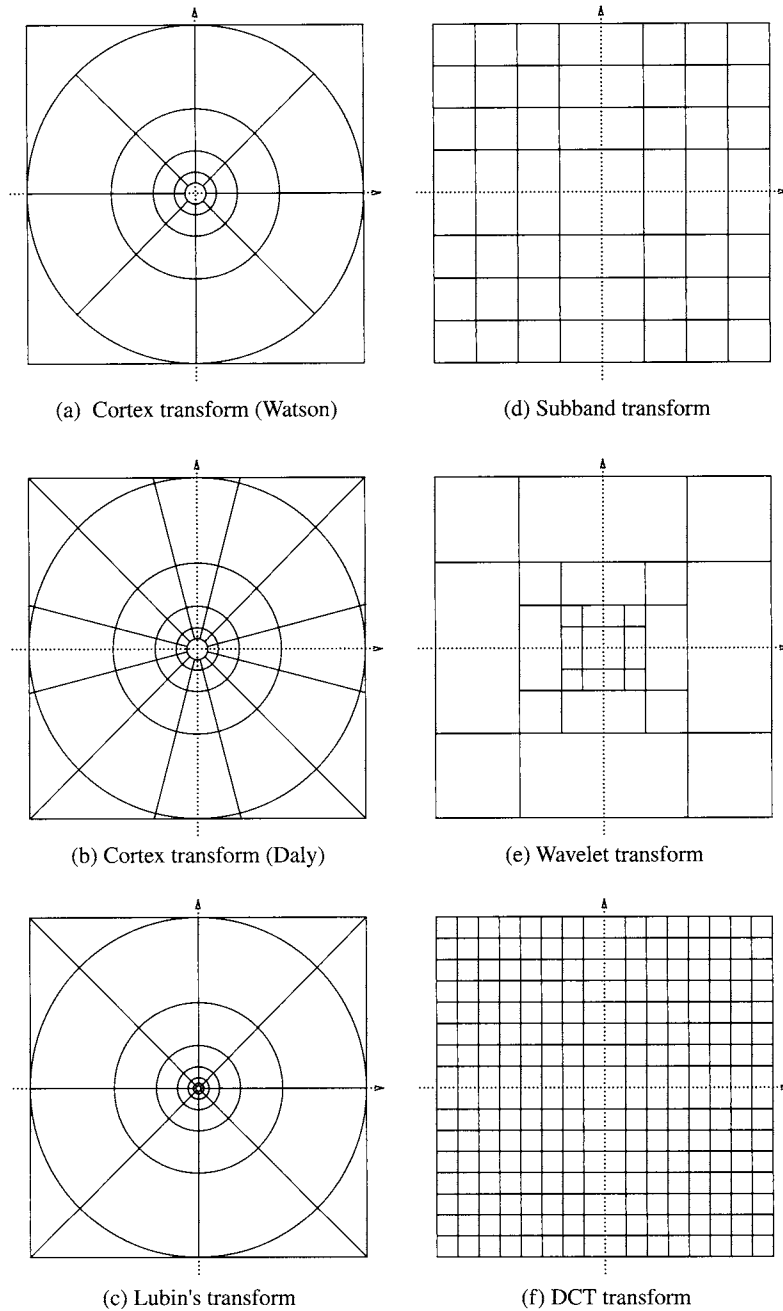 (a) Cortex transform (Watson)
(d) Subband transform
(b) Cortex transform (Daly)
(e) Wavelet transform
(c) Lubin's transform
(f) DCT transform